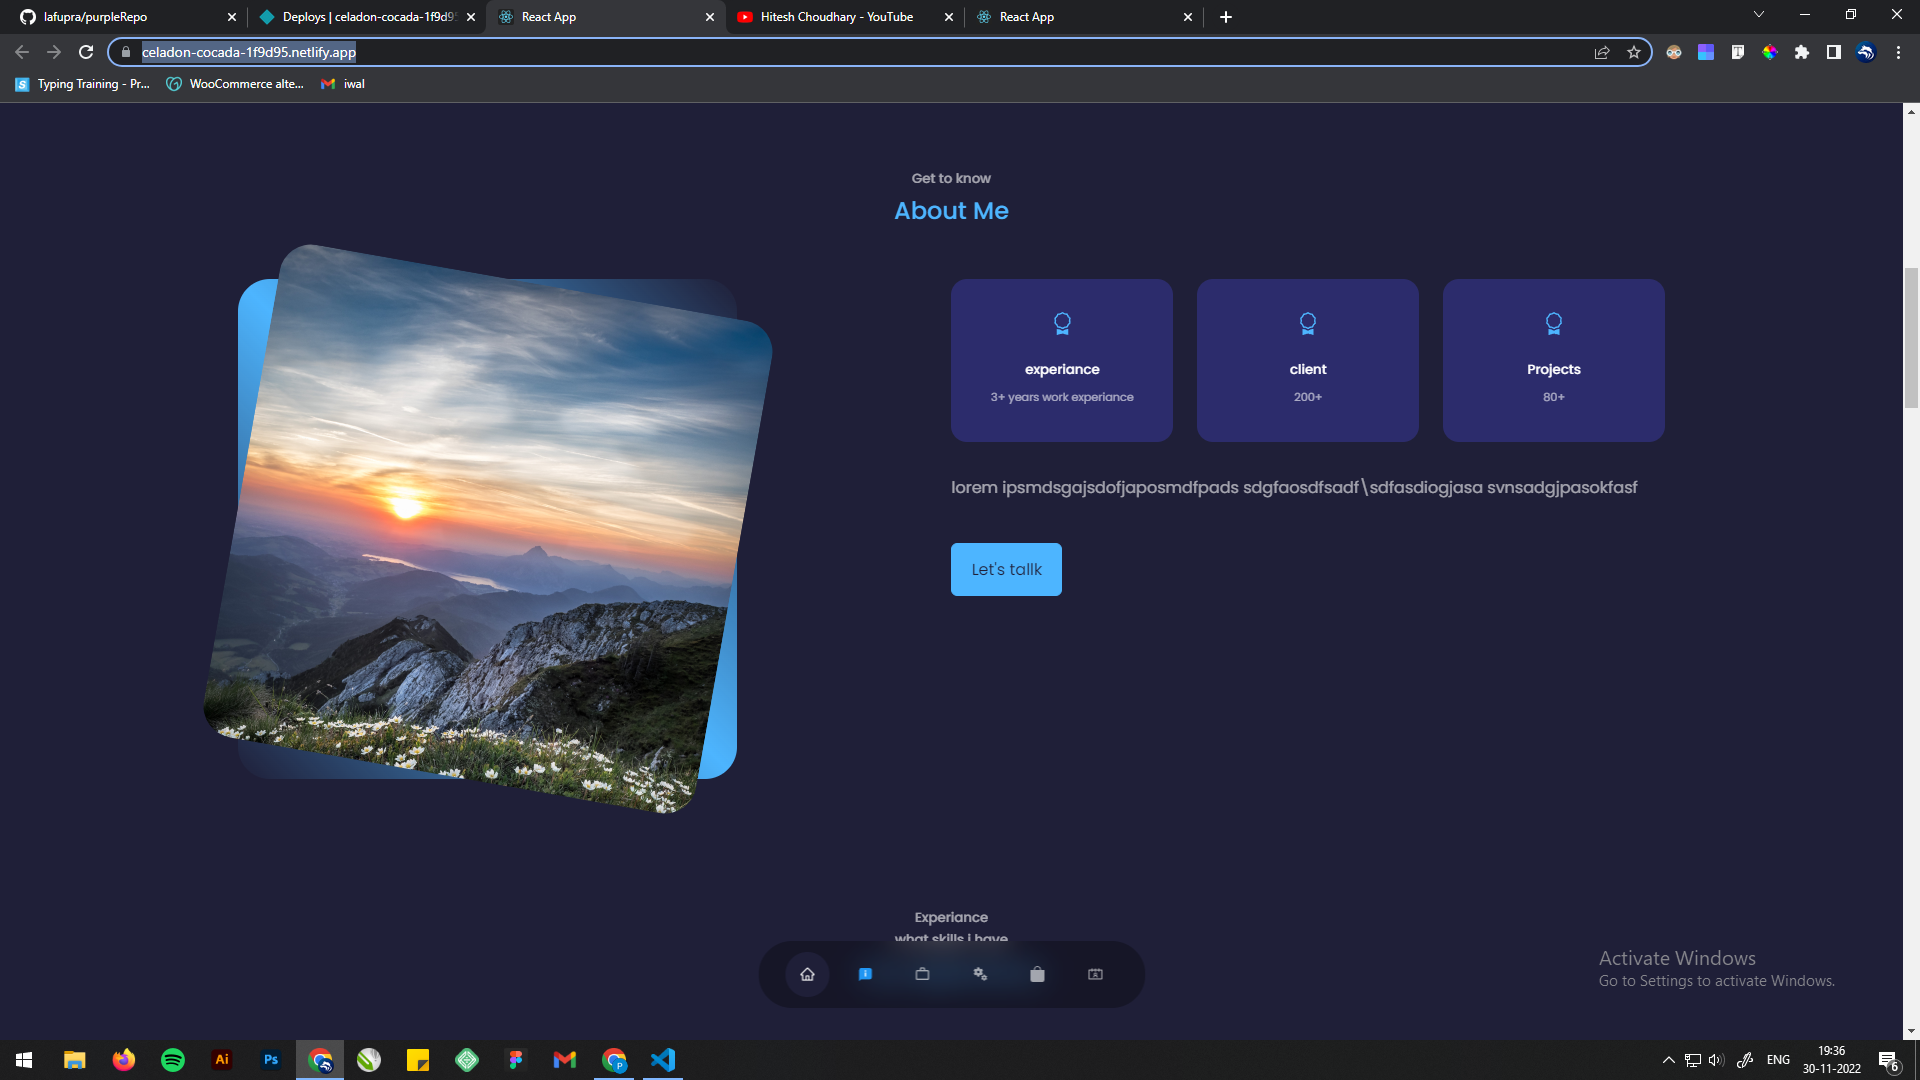 lafupra/purpleRepo
Deploys | celadon-cocada-1f9d95
React App
Hitesh Choudhary - YouTube
React App
celadon-cocada-1f9d95.netlify.app
Typing Training - Pr...
WooCommerce alte...
iwal
Get to know
About Me
experiance
3+ years work experiance
client
200+
Projects
80+
lorem ipsmdsgajsdofjaposmdfpads sdgfaosdfsadf\sdfasdiogjasa svnsadgjpasokfasf
Let's tallk
Experiance
what skills i have
Activate Windows
Go to Settings to activate Windows.
Ai
Ps
ENG
19:36
30-11-2022
6